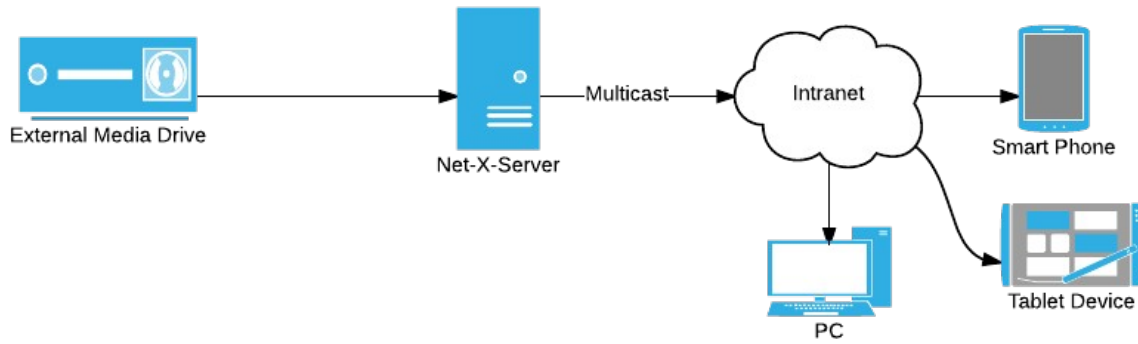 External Media Drive
Net-X-Server
Multicast
Intranet
Smart Phone
Tablet Device
PC